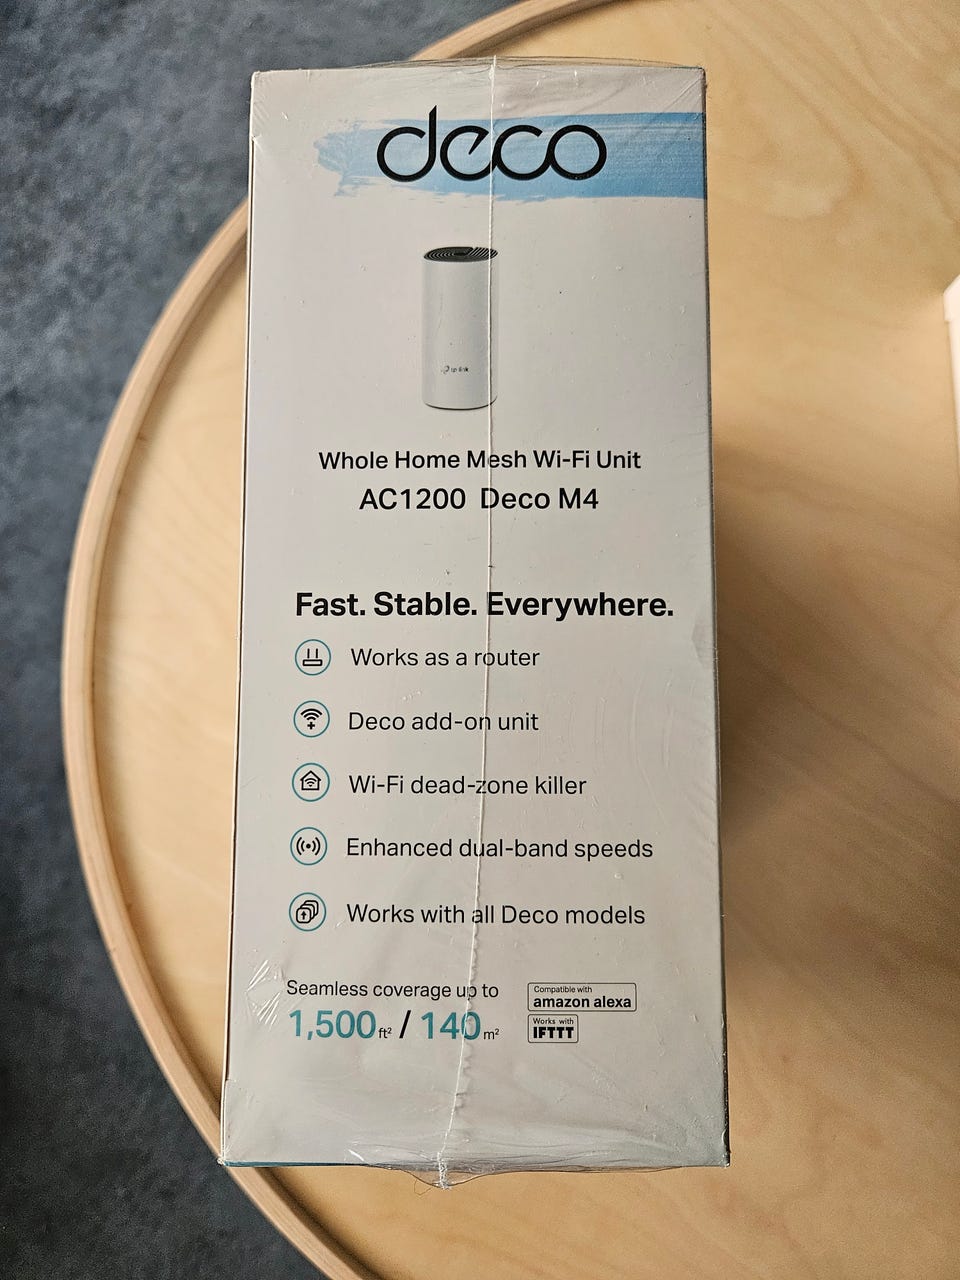 deco
tp-link
Whole Home Mesh Wi-Fi Unit
AC1200 Deco M4
Fast. Stable. Everywhere.
Works as a router
Deco add-on unit
Wi-Fi dead-zone killer
Enhanced dual-band speeds
Works with all Deco models
Seamless coverage up to
1,500 ft² / 140 m²
Compatible with
amazon alexa
Works with
IFTTT